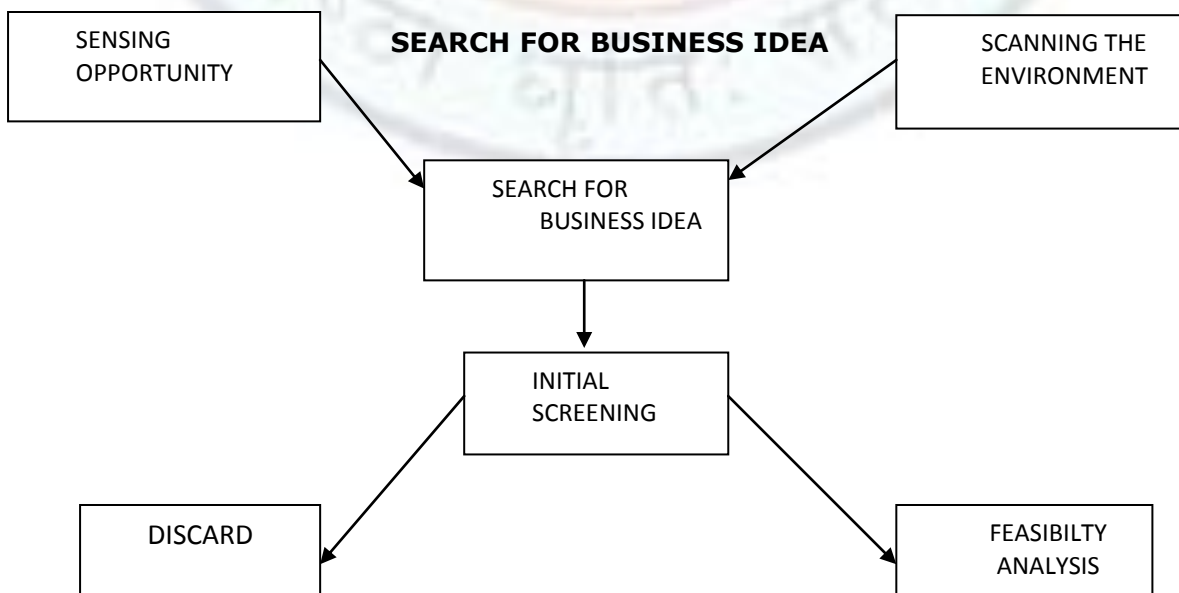 SEARCH FOR BUSINESS IDEA
SENSING
OPPORTUNITY
SCANNING THE
ENVIRONMENT
SEARCH FOR
BUSINESS IDEA
INITIAL
SCREENING
DISCARD
FEASIBILTY
ANALYSIS